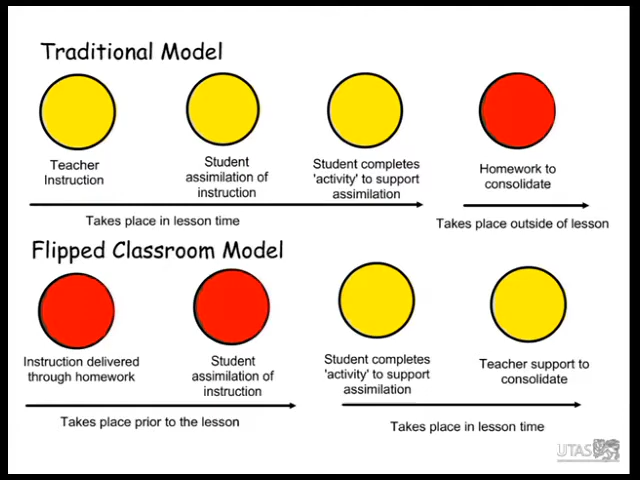 Traditional Model
Teacher
Instruction
Student
assimilation of
instruction
Student completes
'activity' to support
assimilation
Homework to
consolidate
Takes place in lesson time
Takes place outside of lesson
Flipped Classroom Model
Instruction delivered
through homework
Student
assimilation of
instruction
Student completes
'activity' to support
assimilation
Teacher support to
consolidate
Takes place prior to the lesson
Takes place in lesson time
UTAS